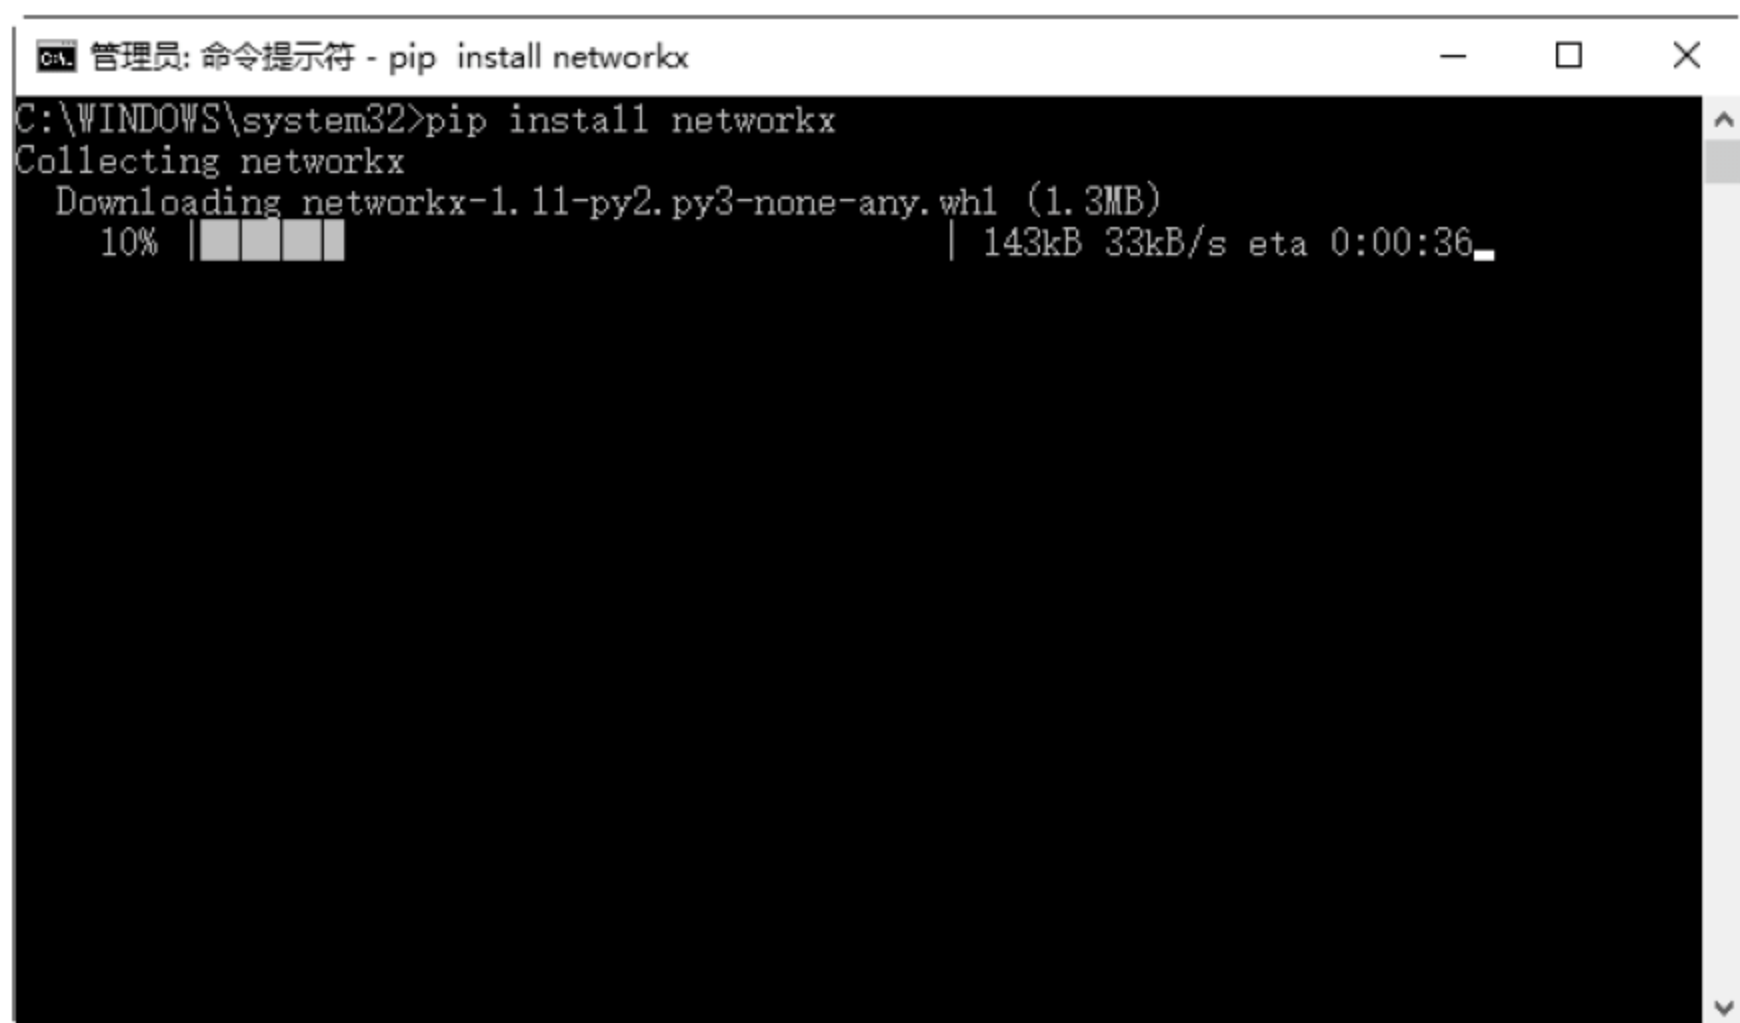 管理员: 命令提示符 - pip  install networkx
C:\WINDOWS\system32>pip install networkx
Collecting networkx
  Downloading networkx-1.11-py2.py3-none-any.whl (1.3MB)
    10% |████            | 143kB 33kB/s eta 0:00:36